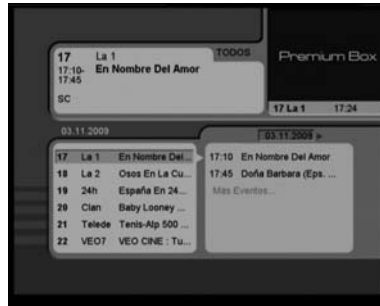 17 La 1
TODOS
17:10- En Nombre Del Amor
17:45
SC
Premium Box
17 La 1 17:24
03.11.2009
03.11.2009
17 La 1 En Nombre Del...
18 La 2 Osos En La Cu...
19 24h España En 24...
20 Clan Baby Looney ...
21 Telede Tenis-Alp 500 ...
22 VEO7 VEO CINE : Tu...
17:10 En Nombre Del Amor
17:45 Doña Barbara (Eps. ...
Más Eventos...